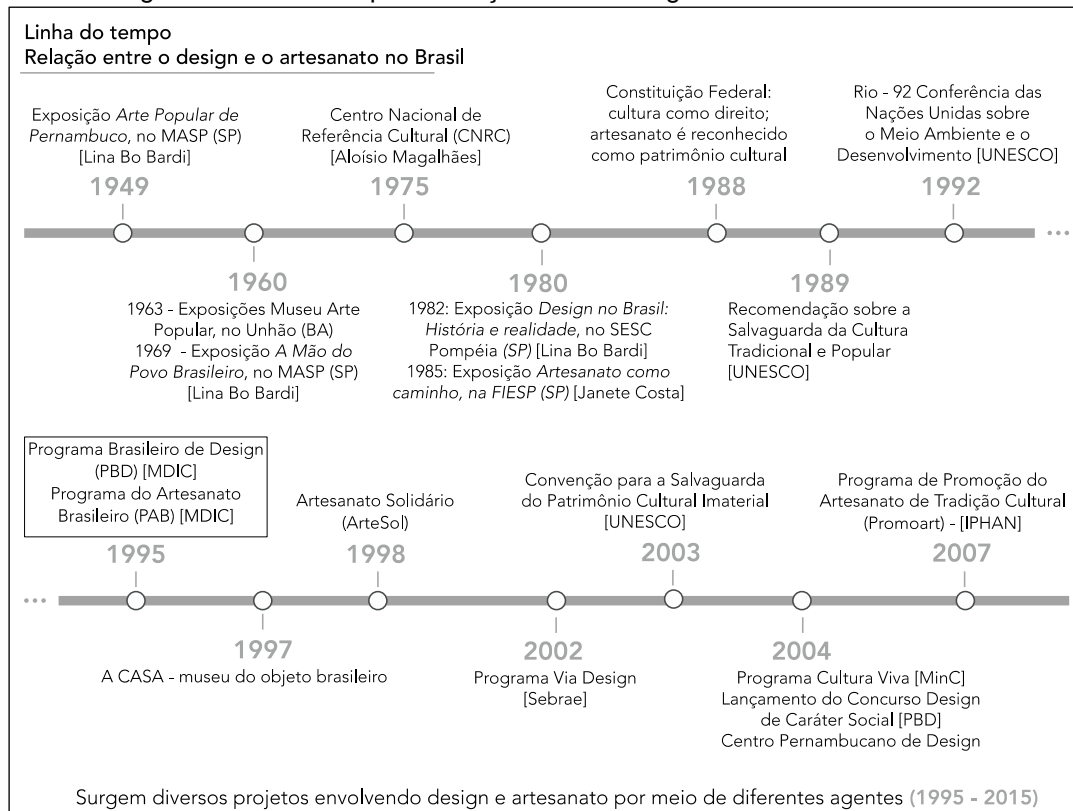 Linha do tempo
Relação entre o design e o artesanato no Brasil
Exposição Arte Popular de
Pernambuco, no MASP (SP)
[Lina Bo Bardi]
1949
Centro Nacional de
Referência Cultural (CNRC)
[Aloísio Magalhães]
1975
Constituição Federal:
cultura como direito;
artesanato é reconhecido
como patrimônio cultural
1988
Rio - 92 Conferência das
Nações Unidas sobre
o Meio Ambiente e o
Desenvolvimento [UNESCO]
1992
...
1960
1963 - Exposições Museu Arte
Popular, no Unhão (BA)
1969 - Exposição A Mão do
Povo Brasileiro, no MASP (SP)
[Lina Bo Bardi]
1980
1982: Exposição Design no Brasil:
História e realidade, no SESC
Pompéia (SP) [Lina Bo Bardi]
1985: Exposição Artesanato como
caminho, na FIESP (SP) [Janete Costa]
1989
Recomendação sobre a
Salvaguarda da Cultura
Tradicional e Popular
[UNESCO]
Programa Brasileiro de Design
(PBD) [MDIC]
Programa do Artesanato
Brasileiro (PAB) [MDIC]
1995
Artesanato Solidário
(ArteSol)
1998
Convenção para a Salvaguarda
do Patrimônio Cultural Imaterial
[UNESCO]
2003
Programa de Promoção do
Artesanato de Tradição Cultural
(Promoart) - [IPHAN]
2007
...
1997
A CASA - museu do objeto brasileiro
2002
Programa Via Design
[Sebrae]
2004
Programa Cultura Viva [MinC]
Lançamento do Concurso Design
de Caráter Social [PBD]
Centro Pernambucano de Design
Surgem diversos projetos envolvendo design e artesanato por meio de diferentes agentes (1995 - 2015)